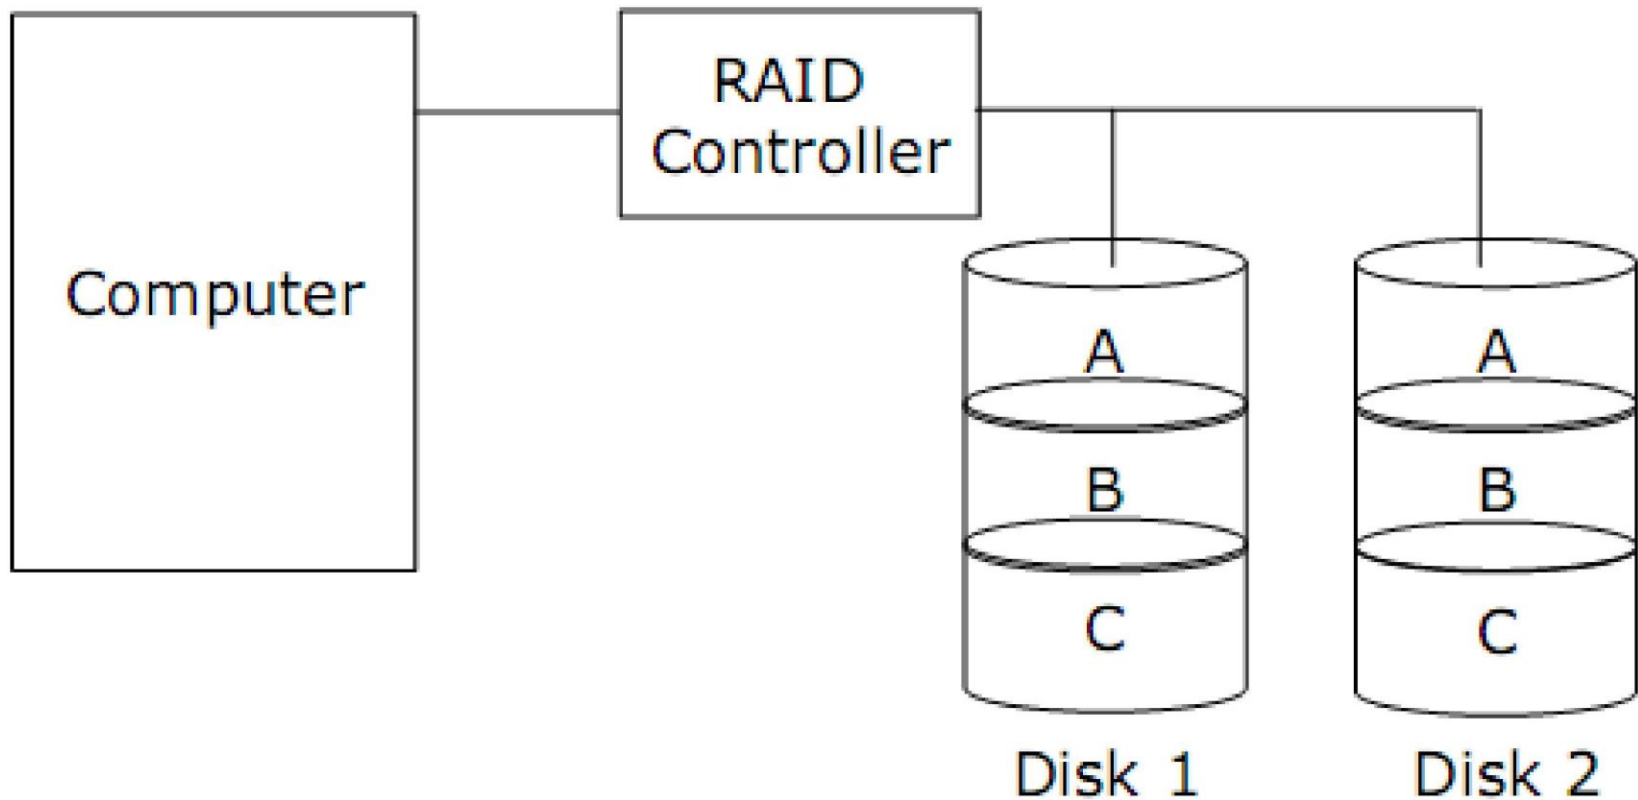 Computer
RAID
Controller
A
B
C
Disk 1
A
B
C
Disk 2